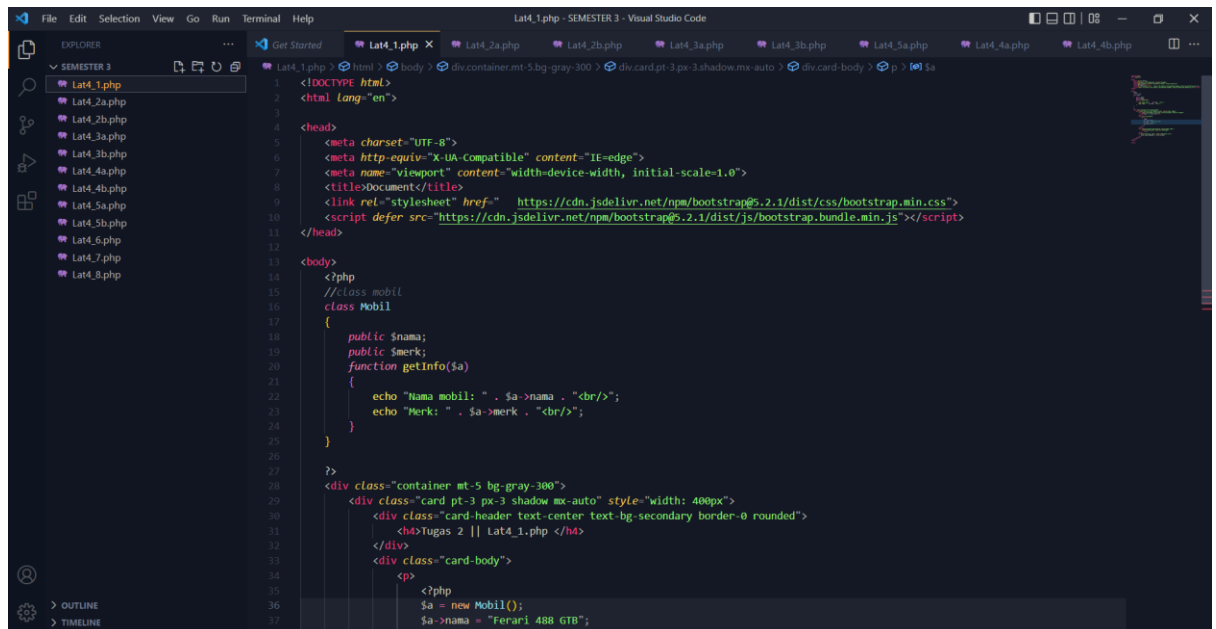 File Edit Selection View Go Run Terminal Help
Lat4_1.php - SEMESTER 3 - Visual Studio Code
EXPLORER
SEMESTER 3
Lat4_1.php
Lat4_2a.php
Lat4_2b.php
Lat4_3a.php
Lat4_3b.php
Lat4_4a.php
Lat4_4b.php
Lat4_5a.php
Lat4_5b.php
Lat4_6.php
Lat4_7.php
Lat4_8.php
OUTLINE
TIMELINE
Get Started Lat4_1.php Lat4_2a.php Lat4_2b.php Lat4_3a.php Lat4_3b.php Lat4_5a.php Lat4_4a.php Lat4_4b.php
Lat4_1.php > html > body > div.container.mt-5.bg-gray-300 > div.card.pt-3.px-3.shadow.mx-auto > div.card-body > p > $a
1 <!DOCTYPE html>
2 <html lang="en">
3
4 <head>
5 <meta charset="UTF-8">
6 <meta http-equiv="X-UA-Compatible" content="IE=edge">
7 <meta name="viewport" content="width=device-width, initial-scale=1.0">
8 <title>Document</title>
9 <link rel="stylesheet" href="  https://cdn.jsdelivr.net/npm/bootstrap@5.2.1/dist/css/bootstrap.min.css">
10 <script defer src="https://cdn.jsdelivr.net/npm/bootstrap@5.2.1/dist/js/bootstrap.bundle.min.js"></script>
11 </head>
12
13 <body>
14 <?php
15 //class mobil
16 class Mobil
17 {
18 public $nama;
19 public $merk;
20 function getInfo($a)
21 {
22 echo "Nama mobil: " . $a->nama . "<br/>";
23 echo "Merk: " . $a->merk . "<br/>";
24 }
25 }
26
27 ?>
28 <div class="container mt-5 bg-gray-300">
29 <div class="card pt-3 px-3 shadow mx-auto" style="width: 400px">
30 <div class="card-header text-center text-bg-secondary border-0 rounded">
31 <h4>Tugas 2 || Lat4_1.php </h4>
32 </div>
33 <div class="card-body">
34 <p>
35 <?php
36 $a = new Mobil();
37 $a->nama = "Ferari 488 GTB";